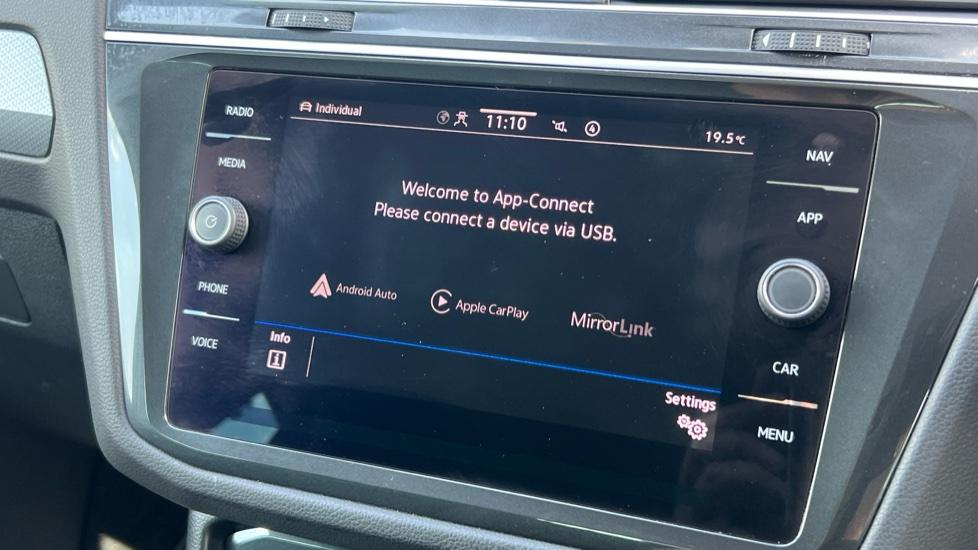 RADIO
MEDIA
PHONE
VOICE
Individual
11:10
4
19.5°C
Welcome to App-Connect
Please connect a device via USB.
Android Auto
Apple CarPlay
MirrorLink
Info
i
Settings
NAV
APP
CAR
MENU